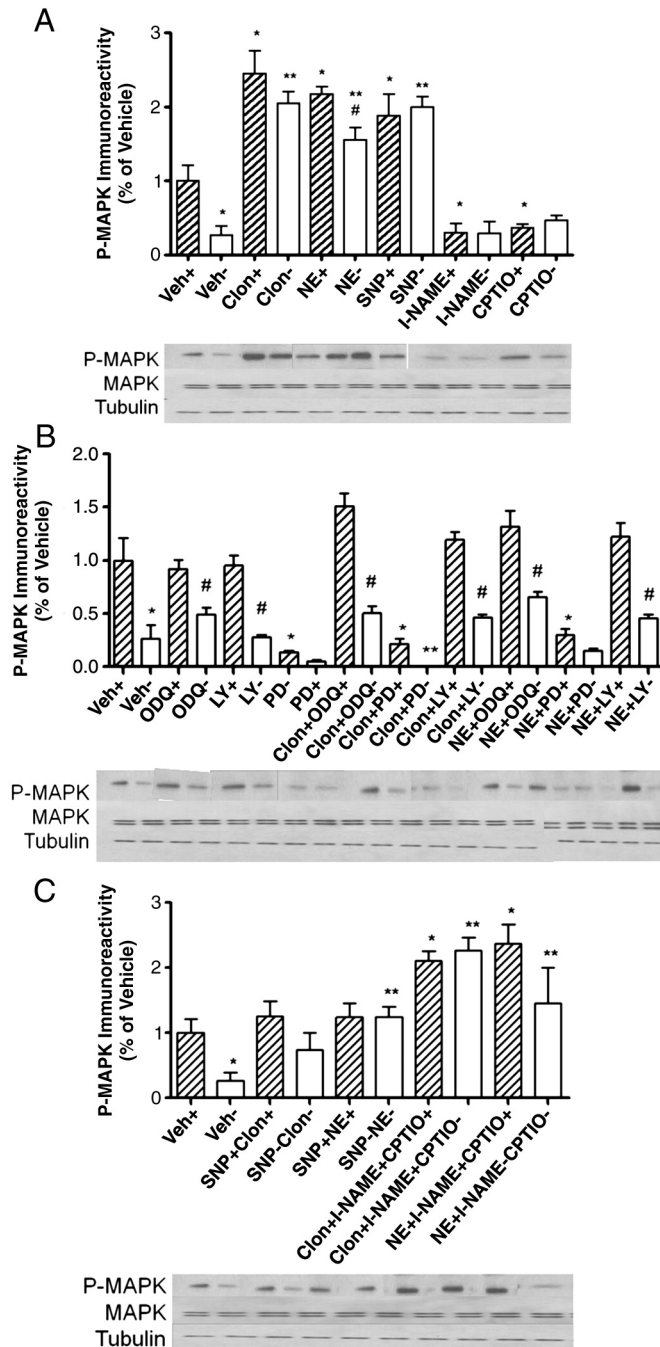 A
P-MAPK Immunoreactivity
(% of Vehicle)
3
2
1
0
* ** * ** # * ** * *
Veh+ Veh- Clon+ Clon- NE+ NE- SNP+ SNP- I-NAME+ I-NAME- CPTIO+ CPTIO-
P-MAPK
MAPK
Tubulin
B
P-MAPK Immunoreactivity
(% of Vehicle)
2.0
1.5
1.0
0.5
0.0
* # # * # * ** # # * #
Veh+ Veh- ODQ+ ODQ- LY+ LY- PD- PD+ Clon+ODQ+ Clon+ODQ- Clon+PD+ Clon+PD- Clon+LY+ Clon+LY- NE+ODQ+ NE+ODQ- NE+PD+ NE+PD- NE+LY+ NE+LY-
P-MAPK
MAPK
Tubulin
C
P-MAPK Immunoreactivity
(% of Vehicle)
3
2
1
0
* ** * ** * **
Veh+ Veh- SNP+Clon+ SNP-Clon- SNP+NE+ SNP-NE- Clon+I-NAME+CPTIO+ Clon+I-NAME+CPTIO- NE+I-NAME+CPTIO+ NE+I-NAME-CPTIO-
P-MAPK
MAPK
Tubulin